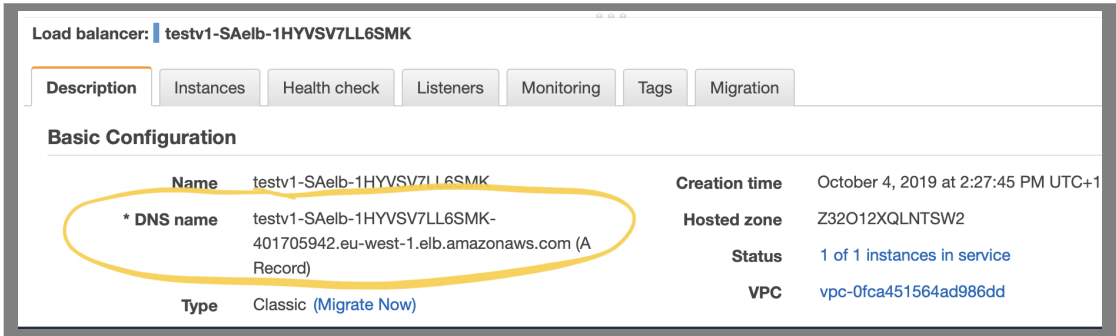 Load balancer: testv1-SAelb-1HYVSV7LL6SMK
Description Instances Health check Listeners Monitoring Tags Migration
Basic Configuration
Name testv1-SAelb-1HYVSV7LL6SMK Creation time October 4, 2019 at 2:27:45 PM UTC+1
* DNS name testv1-SAelb-1HYVSV7LL6SMK- Hosted zone Z32O12XQLNTSW2
401705942.eu-west-1.elb.amazonaws.com (A
Status 1 of 1 instances in service
Record)
VPC vpc-0fca451564ad986dd
Type Classic (Migrate Now)